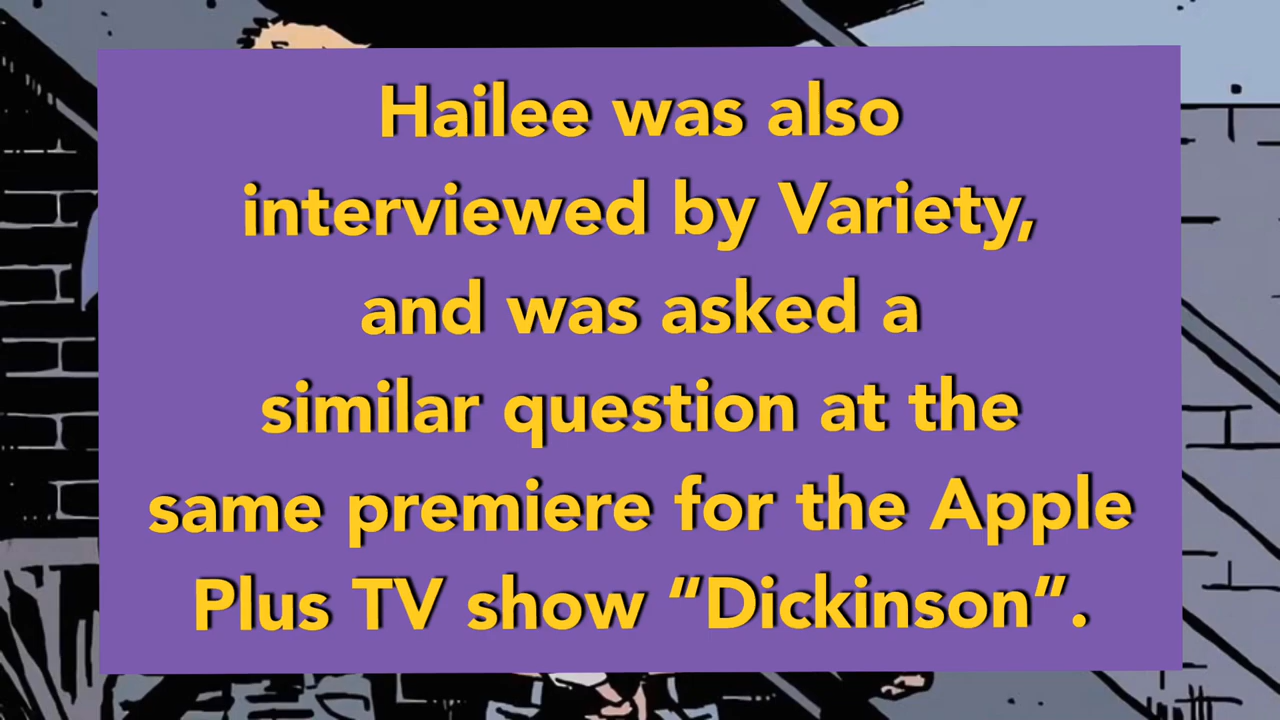 Hailee was also
interviewed by Variety,
and was asked a
similar question at the
same premiere for the Apple
Plus TV show “Dickinson”.